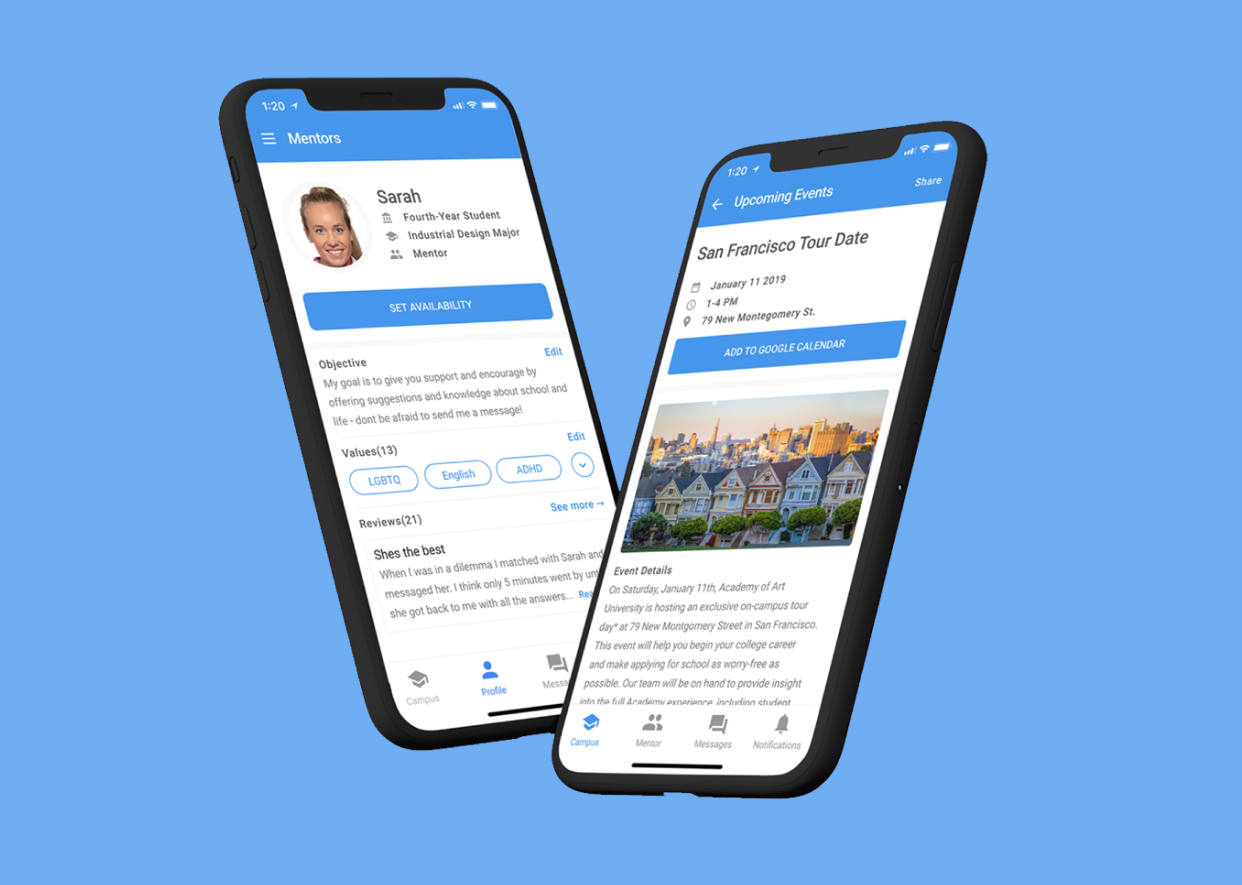 1:20
Mentors
Sarah
Fourth-Year Student
Industrial Design Major
Mentor
SET AVAILABILITY
Objective
Edit
My goal is to give you support and encourage by
offering suggestions and knowledge about school and
life - dont be afraid to send me a message!
Values(13)
Edit
LGBTQ
English
ADHD
Reviews(21)
See more →
Shes the best
When I was in a dilemma I matched with Sarah and
messaged her. I think only 5 minutes went by
she got back to me with all the answers...
Campus
Profile
1:20
Upcoming Events
Share
San Francisco Tour Date
January 11 2019
1-4 PM
79 New Montegomery St.
ADD TO GOOGLE CALENDAR
Event Details
On Saturday, January 11th, Academy of Art
University is hosting an exclusive on-campus tour
day* at 79 New Montgomery Street in San Francisco.
This event will help you begin your college career
and make applying for school as worry-free as
possible. Our team will be on hand to provide insight
into the full Academy experience, including student
Campus
Mentor
Messages
Notifications